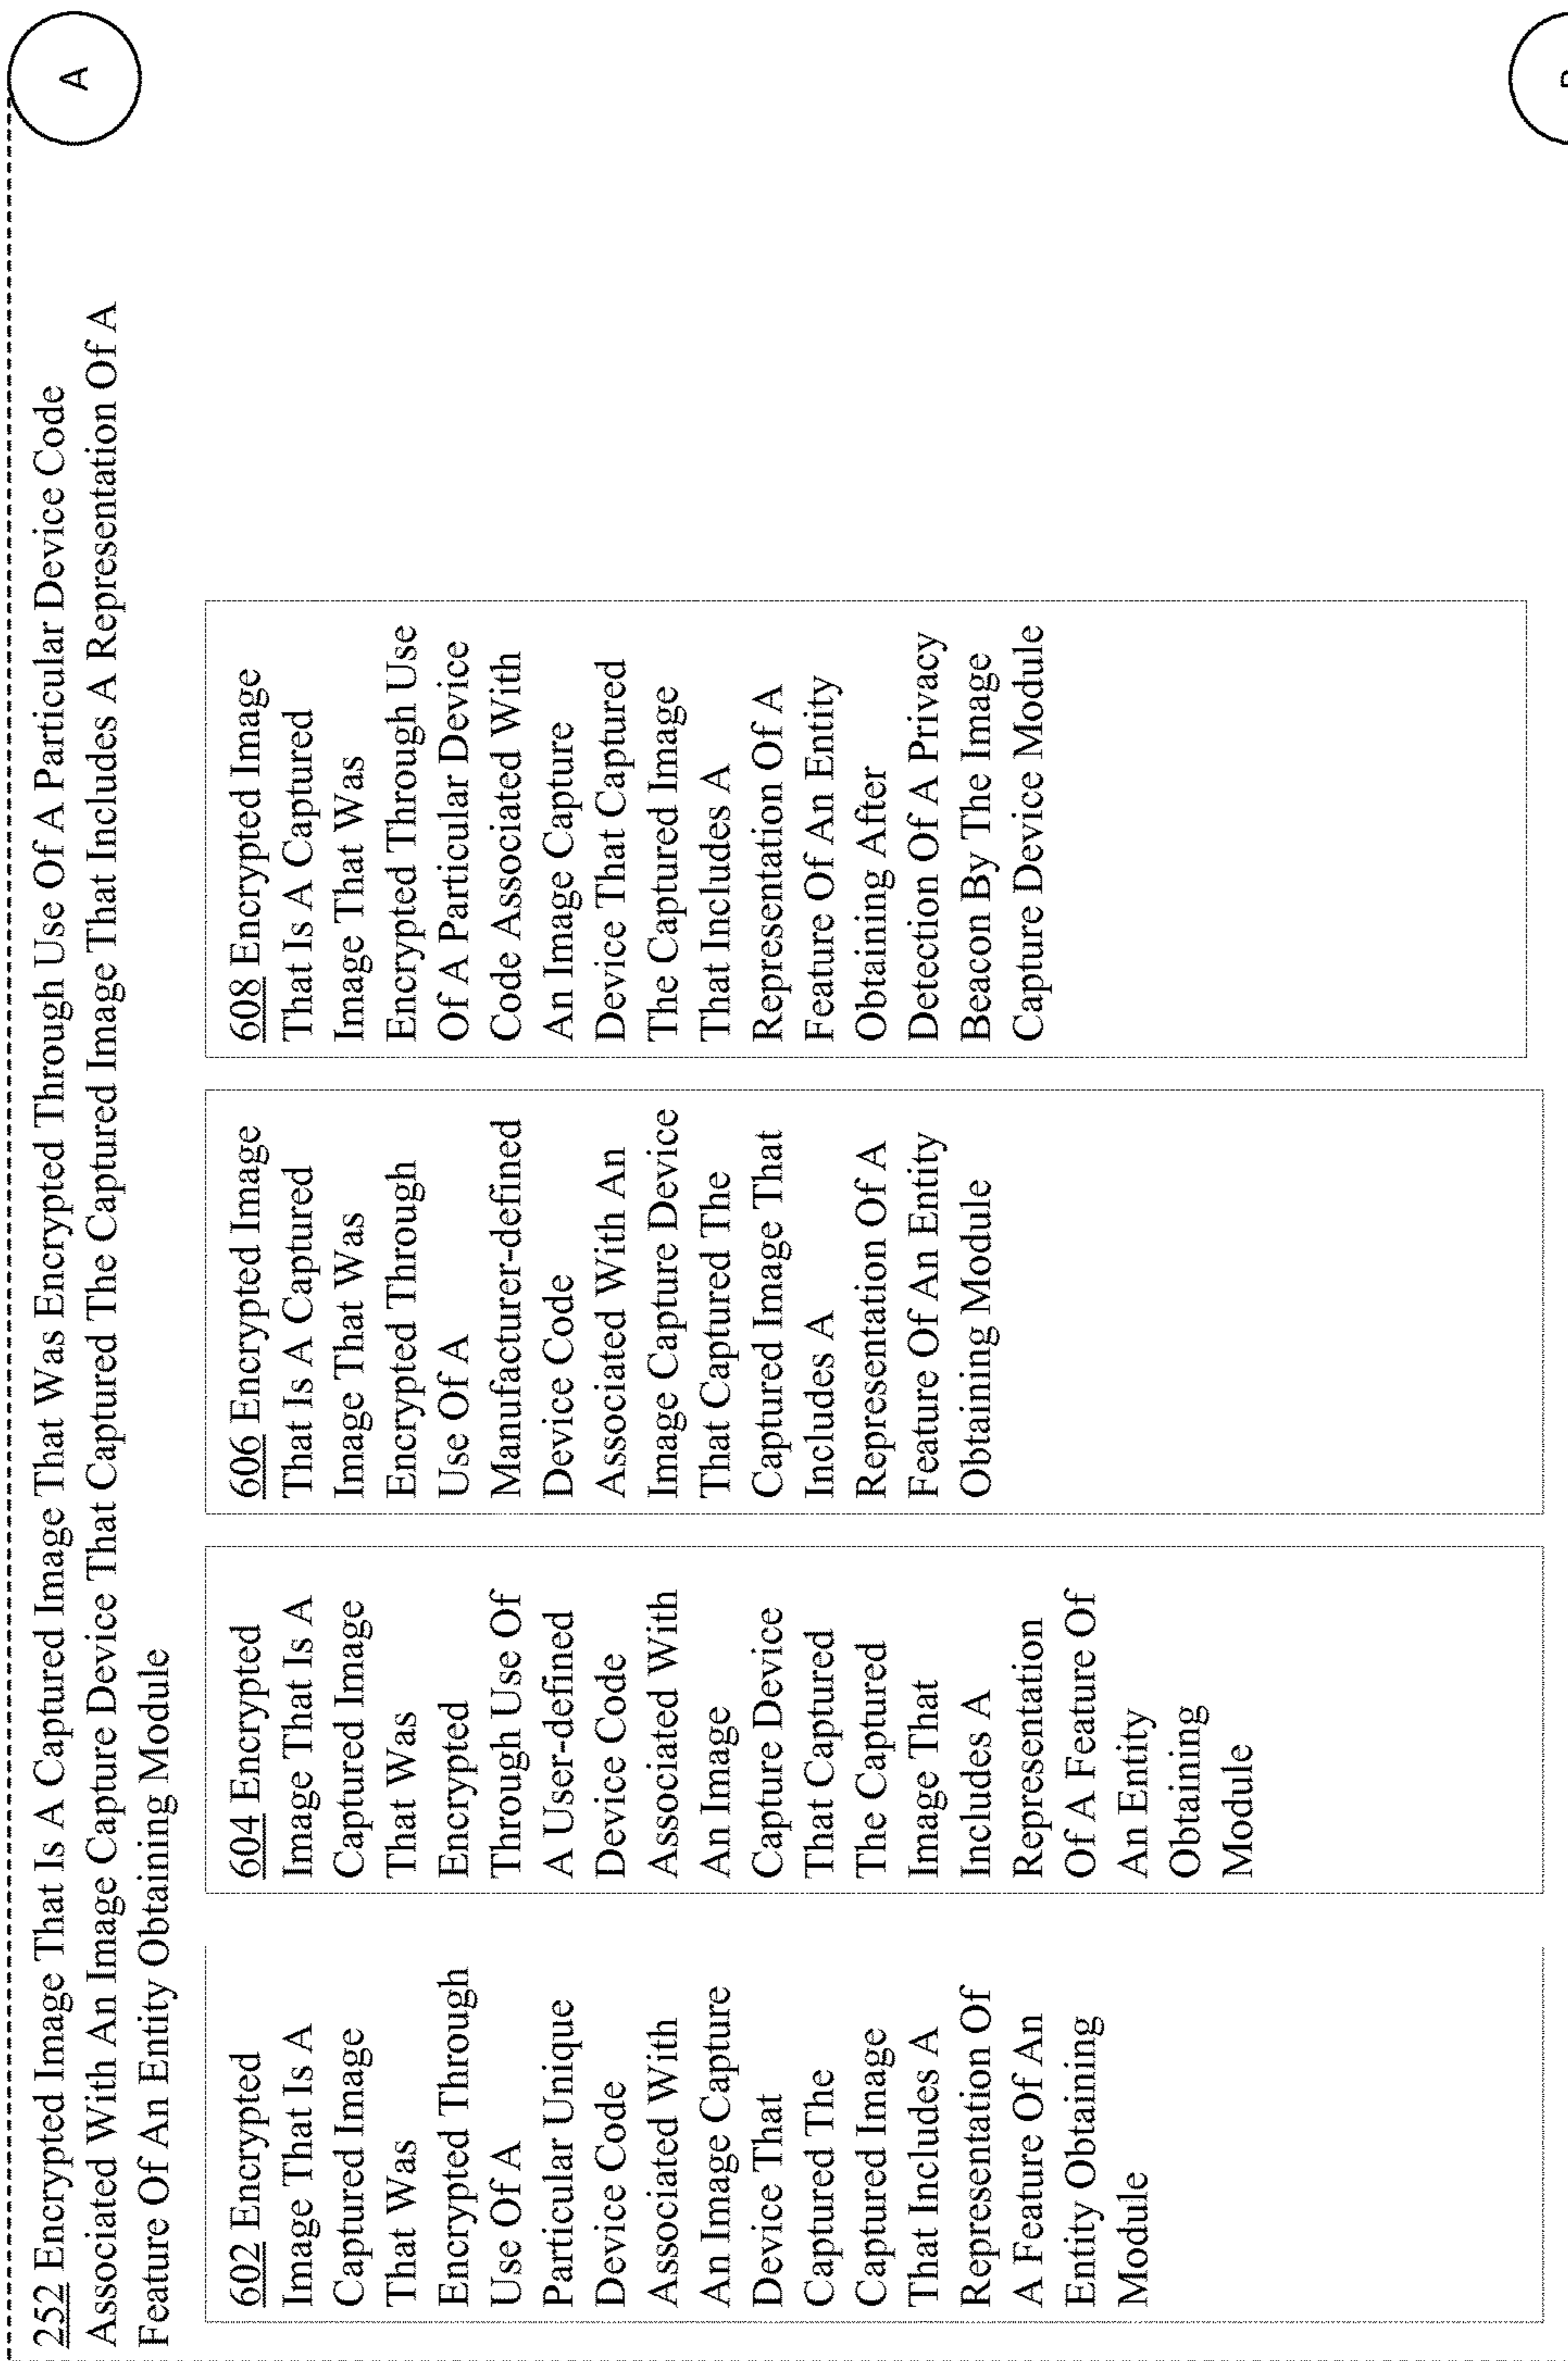 252 Encrypted Image That Is A Captured Image That Was Encrypted Through Use Of A Particular Device Code
Associated With An Image Capture Device That Captured The Captured Image That Includes A Representation Of A
Feature Of An Entity Obtaining Module
602 Encrypted
Image That Is A
Captured Image
That Was
Encrypted Through
Use Of A
Particular Unique
Device Code
Associated With
An Image Capture
Device That
Captured The
Captured Image
That Includes A
Representation Of
A Feature Of An
Entity Obtaining
Module
604 Encrypted
Image That Is A
Captured Image
That Was
Encrypted
Through Use Of
A User-defined
Device Code
Associated With
An Image
Capture Device
That Captured
The Captured
Image That
Includes A
Representation
Of A Feature Of
An Entity
Obtaining
Module
606 Encrypted Image
That Is A Captured
Image That Was
Encrypted Through
Use Of A
Manufacturer-defined
Device Code
Associated With An
Image Capture Device
That Captured The
Captured Image That
Includes A
Representation Of A
Feature Of An Entity
Obtaining Module
608 Encrypted Image
That Is A Captured
Image That Was
Encrypted Through Use
Of A Particular Device
Code Associated With
An Image Capture
Device That Captured
The Captured Image
That Includes A
Representation Of A
Feature Of An Entity
Obtaining After
Detection Of A Privacy
Beacon By The Image
Capture Device Module
A